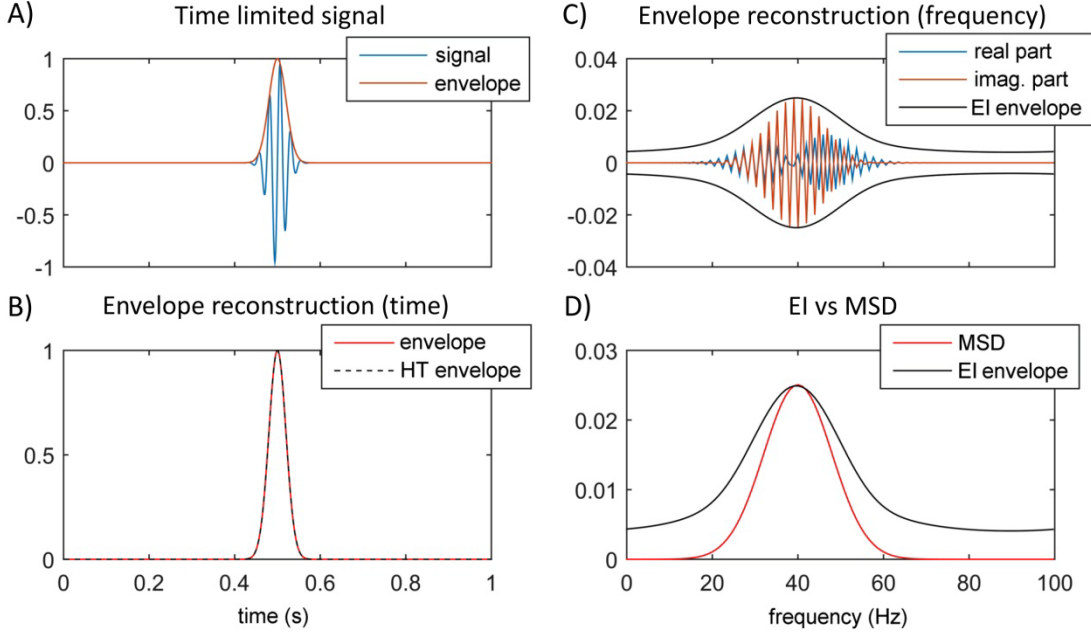 A) Time limited signal
signal
envelope
1
0.5
0
-0.5
-1
B) Envelope reconstruction (time)
envelope
HT envelope
1
0.5
0
0 0.2 0.4 0.6 0.8 1
time (s)
C) Envelope reconstruction (frequency)
real part
imag. part
EI envelope
0.04
0.02
0
-0.02
-0.04
D) EI vs MSD
MSD
EI envelope
0.03
0.02
0.01
0
0 20 40 60 80 100
frequency (Hz)